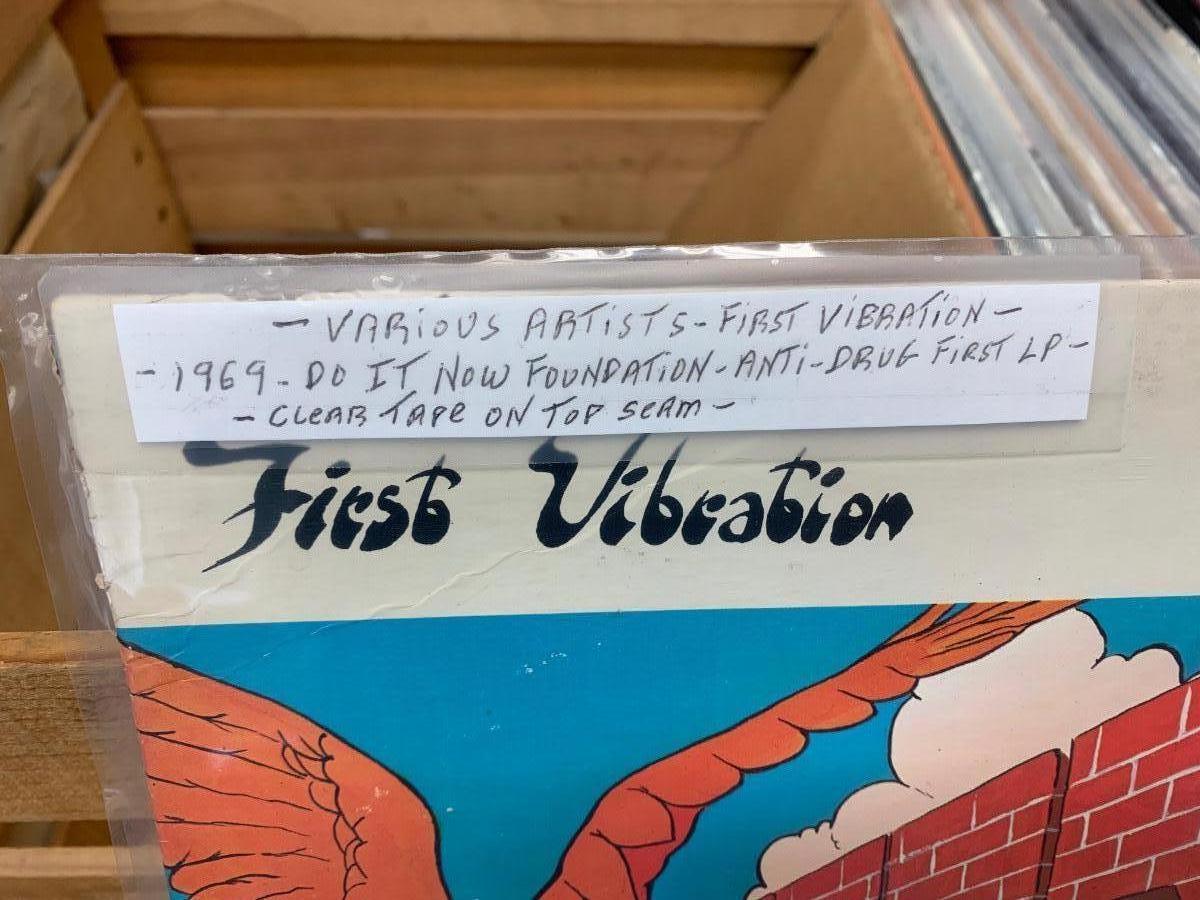 - VARiOUS ARTiSTS - FiRST ViBRATiON -
- 1969 - DO IT NOW FOUNDATiON - ANTi-DRUG FiRST LP -
- CLEAR TAPE ON TOP SEAM -
First Vibration